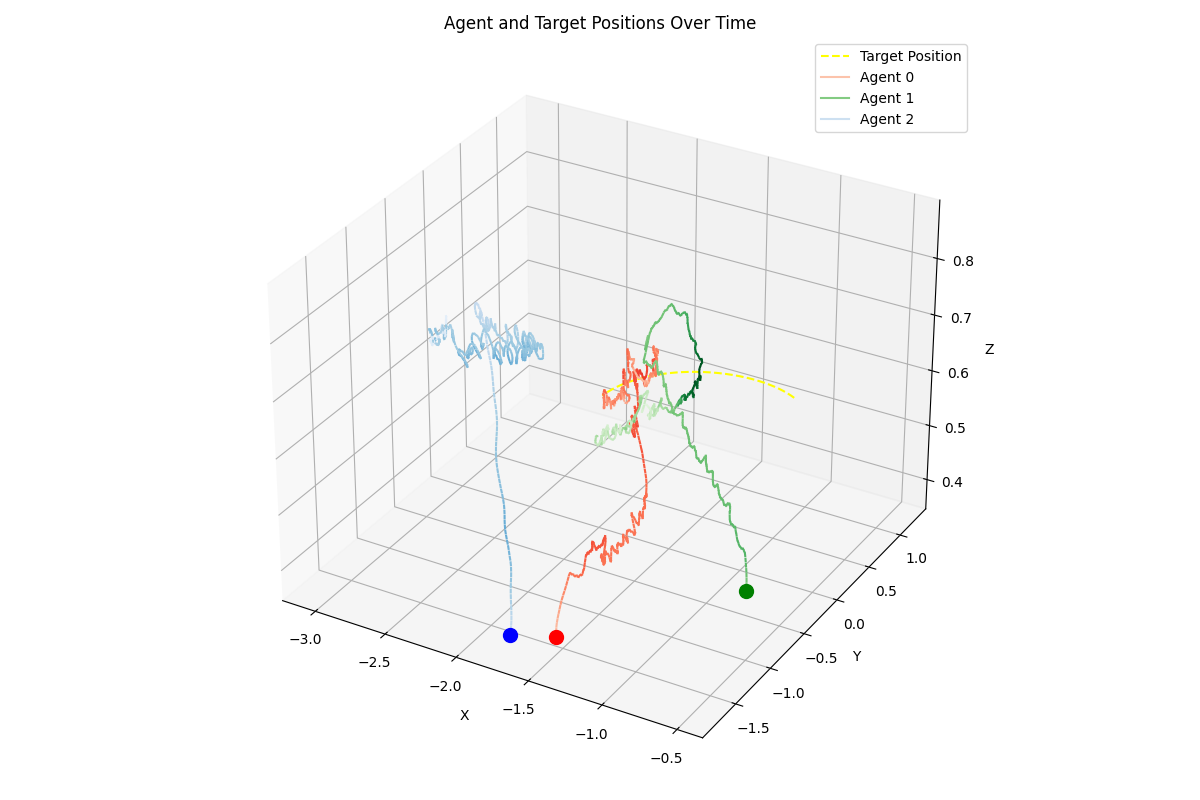 Agent and Target Positions Over Time
Target Position
Agent 0
Agent 1
Agent 2
Z
0.8
0.7
0.6
0.5
0.4
1.0
0.5
0.0
−0.5
−1.0
−1.5
Y
−3.0
−2.5
−2.0
−1.5
−1.0
−0.5
X